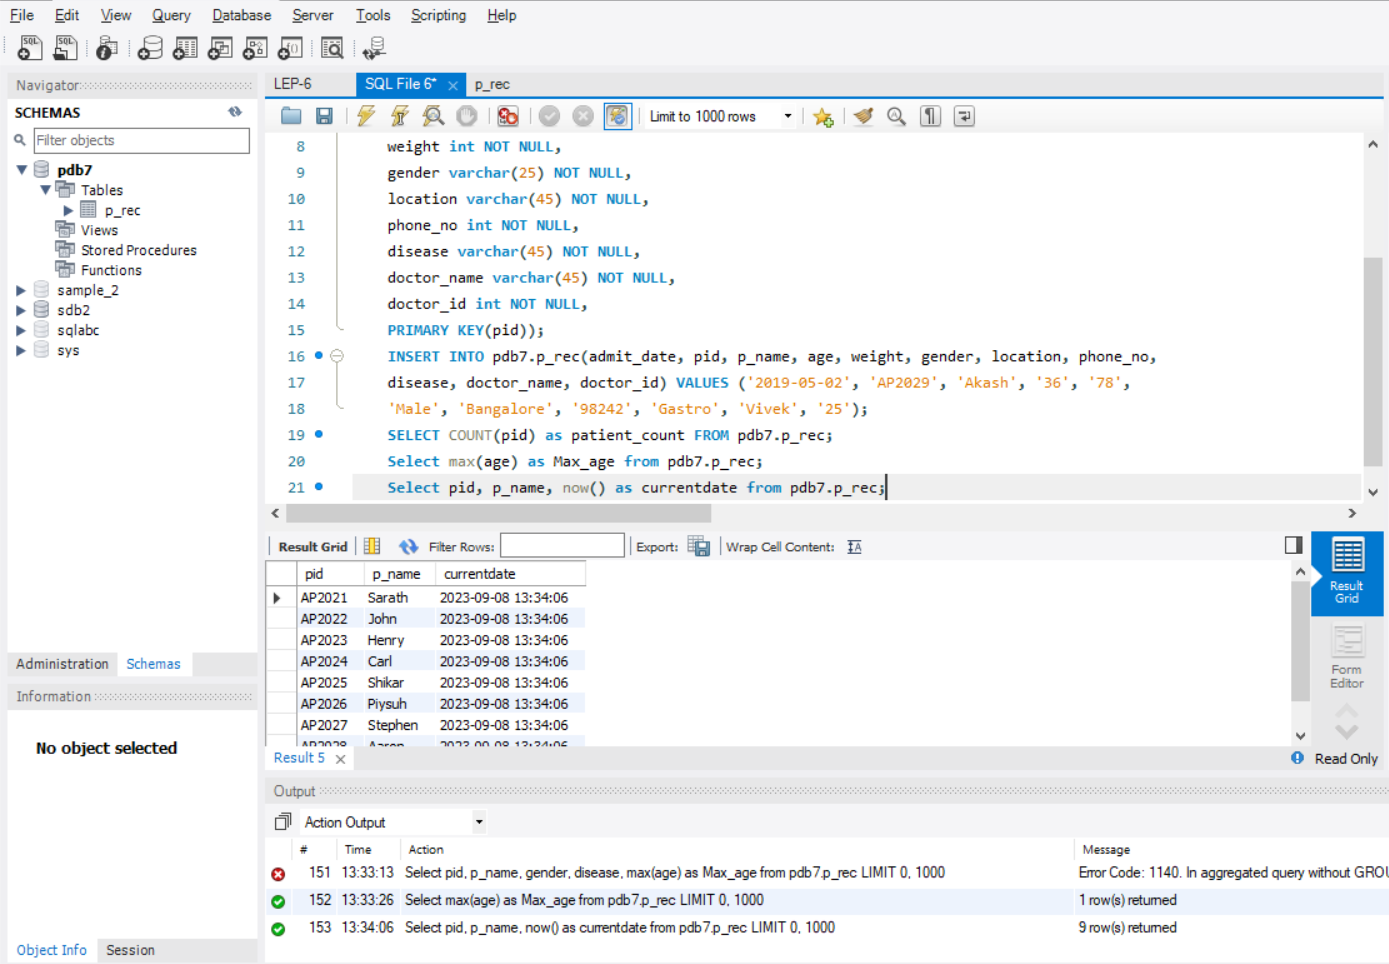 File Edit View Query Database Server Tools Scripting Help
SQL SQL
Navigator
SCHEMAS
Filter objects
pdb7
Tables
p_rec
Views
Stored Procedures
Functions
sample_2
sdb2
sqlabc
sys
Administration Schemas
Information
No object selected
Object Info Session
LEP-6 SQL File 6* p_rec
Limit to 1000 rows
8 weight int NOT NULL,
9 gender varchar(25) NOT NULL,
10 location varchar(45) NOT NULL,
11 phone_no int NOT NULL,
12 disease varchar(45) NOT NULL,
13 doctor_name varchar(45) NOT NULL,
14 doctor_id int NOT NULL,
15 PRIMARY KEY(pid));
16 INSERT INTO pdb7.p_rec(admit_date, pid, p_name, age, weight, gender, location, phone_no,
17 disease, doctor_name, doctor_id) VALUES ('2019-05-02', 'AP2029', 'Akash', '36', '78',
18 'Male', 'Bangalore', '98242', 'Gastro', 'Vivek', '25');
19 SELECT COUNT(pid) as patient_count FROM pdb7.p_rec;
20 Select max(age) as Max_age from pdb7.p_rec;
21 Select pid, p_name, now() as currentdate from pdb7.p_rec;
Result Grid Filter Rows: Export: Wrap Cell Content:
pid p_name currentdate
AP2021 Sarath 2023-09-08 13:34:06
AP2022 John 2023-09-08 13:34:06
AP2023 Henry 2023-09-08 13:34:06
AP2024 Carl 2023-09-08 13:34:06
AP2025 Shikar 2023-09-08 13:34:06
AP2026 Piysuh 2023-09-08 13:34:06
AP2027 Stephen 2023-09-08 13:34:06
AP2028 Aaron 2023-09-08 13:34:06
Result Grid
Form Editor
Result 5 Read Only
Output
Action Output
# Time Action Message
151 13:33:13 Select pid, p_name, gender, disease, max(age) as Max_age from pdb7.p_rec LIMIT 0, 1000 Error Code: 1140. In aggregated query without GROU
152 13:33:26 Select max(age) as Max_age from pdb7.p_rec LIMIT 0, 1000 1 row(s) returned
153 13:34:06 Select pid, p_name, now() as currentdate from pdb7.p_rec LIMIT 0, 1000 9 row(s) returned